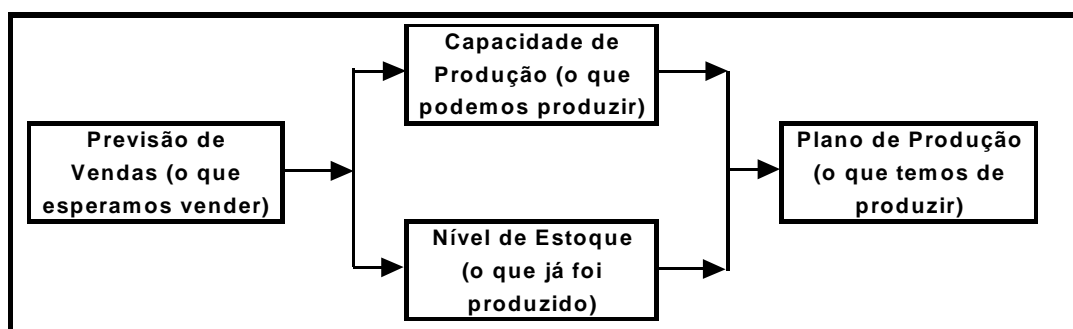 Previsão de
Vendas (o que
esperamos vender)
Capacidade de
Produção (o que
podemos produzir)
Nível de Estoque
(o que já foi
produzido)
Plano de Produção
(o que temos de
produzir)